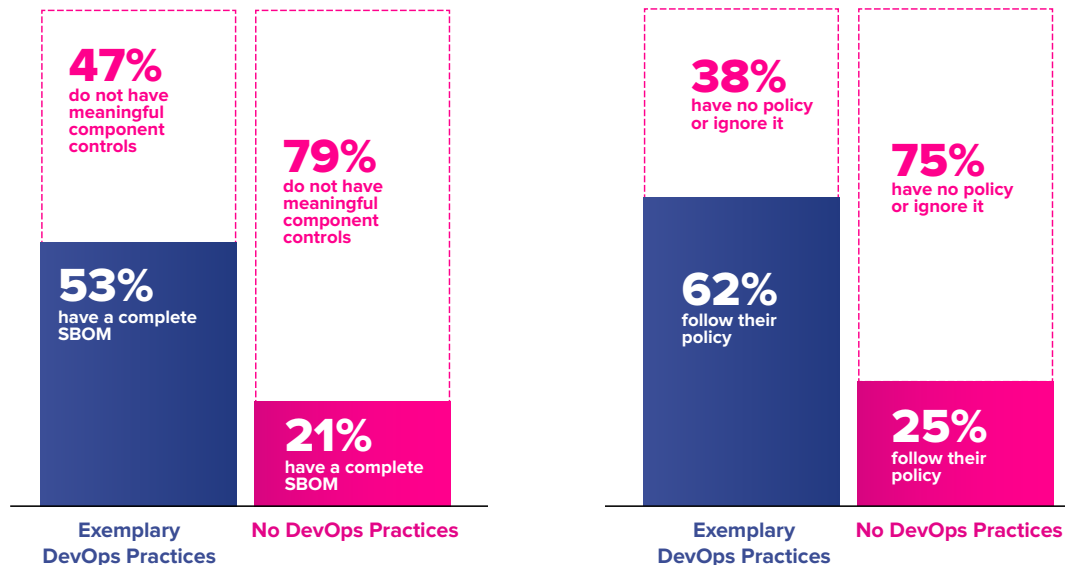 47%
do not have
meaningful
component
controls
79%
do not have
meaningful
component
controls
53%
have a complete
SBOM
21%
have a complete
SBOM
Exemplary
DevOps Practices
No DevOps Practices
38%
have no policy
or ignore it
75%
have no policy
or ignore it
62%
follow their
policy
25%
follow their
policy
Exemplary
DevOps Practices
No DevOps Practices